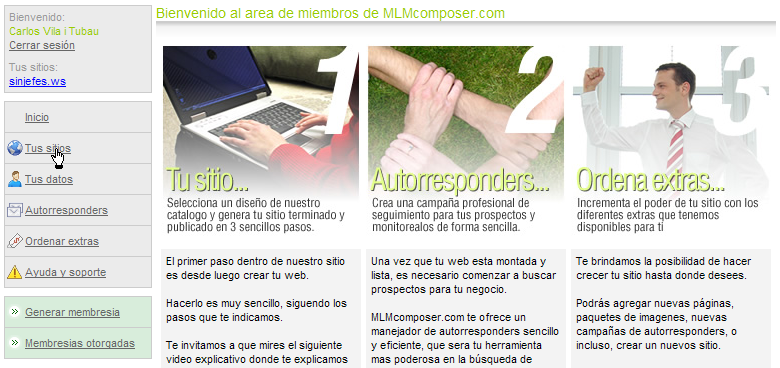 Bienvenido:
Carlos Vila i Tubau
Cerrar sesión
Tus sitios:
sinjefes.ws
Inicio
Tus sitios
Tus datos
Autorresponders
Ordenar extras
Ayuda y soporte
Generar membresia
Membresias otorgadas
Bienvenido al area de miembros de MLMcomposer.com
1
Tu sitio...
Selecciona un diseño de nuestro
catalogo y genera tu sitio terminado y
publicado en 3 sencillos pasos.
El primer paso dentro de nuestro sitio
es desde luego crear tu web.
Hacerlo es muy sencillo, siguendo los
pasos que te indicamos.
Te invitamos a que mires el siguiente
video explicativo donde te explicamos
2
Autorresponders...
Crea una campaña profesional de
seguimiento para tus prospectos y
monitorealos de forma sencilla.
Una vez que tu web esta montada y
lista, es necesario comenzar a buscar
prospectos para tu negocio.
MLMcomposer.com te ofrece un
manejador de autorresponders sencillo
y eficiente, que sera tu herramienta
mas poderosa en la búsqueda de
3
Ordena extras...
Incrementa el poder de tu sitio con los
diferentes extras que tenemos
disponibles para ti
Te brindamos la posibilidad de hacer
crecer tu sitio hasta donde desees.
Podrás agregar nuevas páginas,
paquetes de imagenes, nuevas
campañas de autorresponders, o
incluso, crear un nuevo sitio.